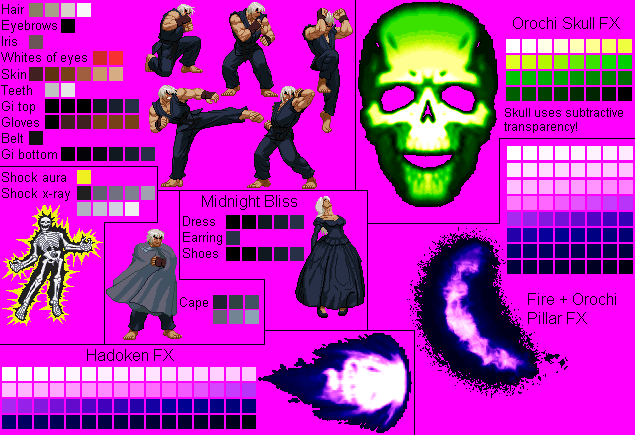 Hair
Eyebrows
Iris
Whites of eyes
Skin
Teeth
Gi top
Gloves
Belt
Gi bottom
Shock aura
Shock x-ray
Midnight Bliss
Dress
Earring
Shoes
Cape
Orochi Skull FX
Skull uses subtractive
transparency!
Fire + Orochi
Pillar FX
Hadoken FX